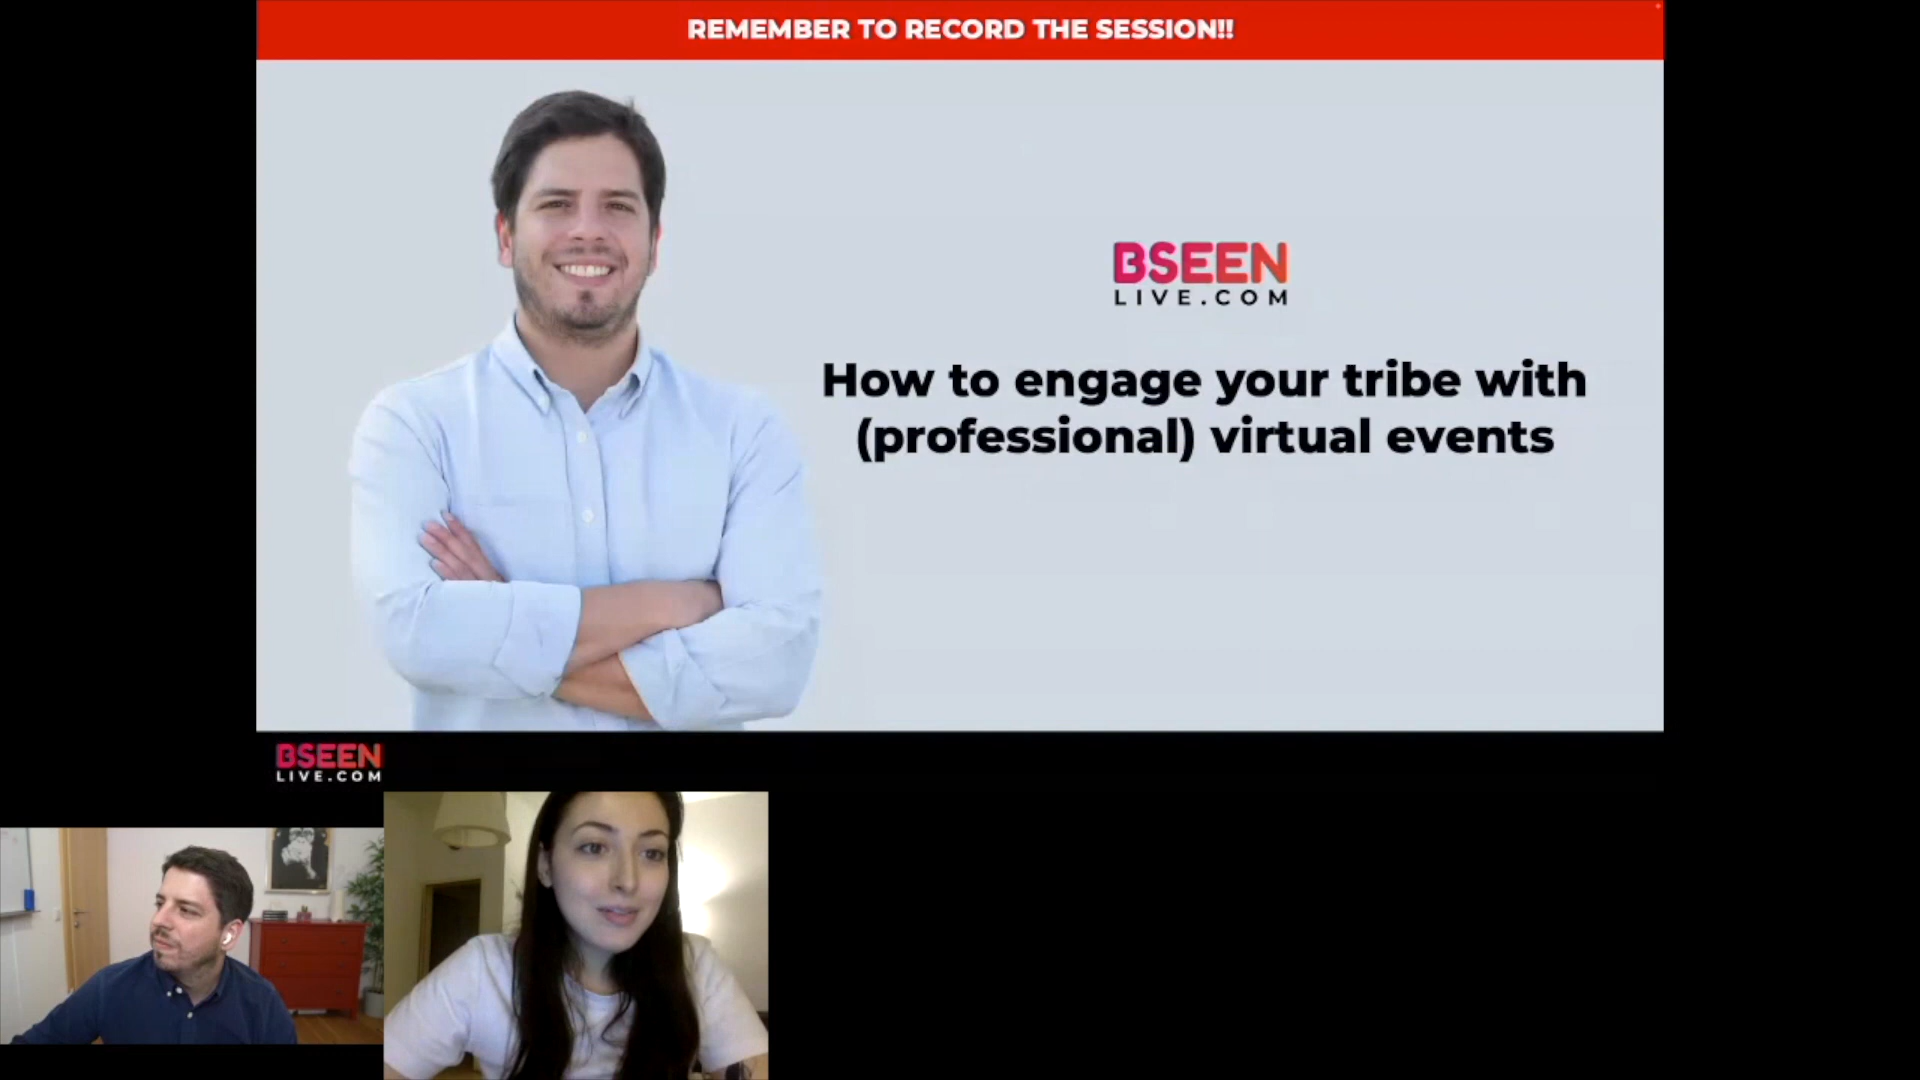 REMEMBER TO RECORD THE SESSION!!
BSEEN
LIVE.COM
How to engage your tribe with
(professional) virtual events
BSEEN
LIVE.COM